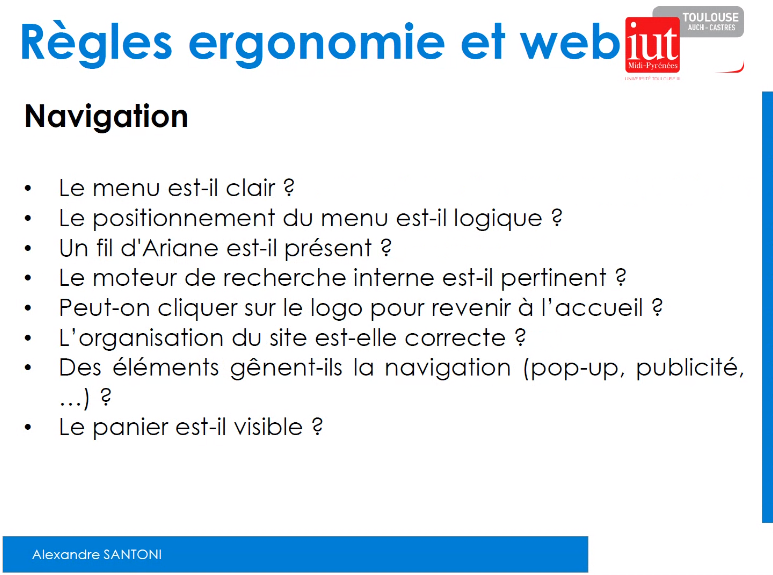 Règles ergonomie et web
TOULOUSE
AUCH - CASTRES
iut
Midi-Pyrénées
Navigation
• Le menu est-il clair ?
• Le positionnement du menu est-il logique ?
• Un fil d'Ariane est-il présent ?
• Le moteur de recherche interne est-il pertinent ?
• Peut-on cliquer sur le logo pour revenir à l’accueil ?
• L’organisation du site est-elle correcte ?
• Des éléments gênent-ils la navigation (pop-up, publicité,
…) ?
• Le panier est-il visible ?
Alexandre SANTONI